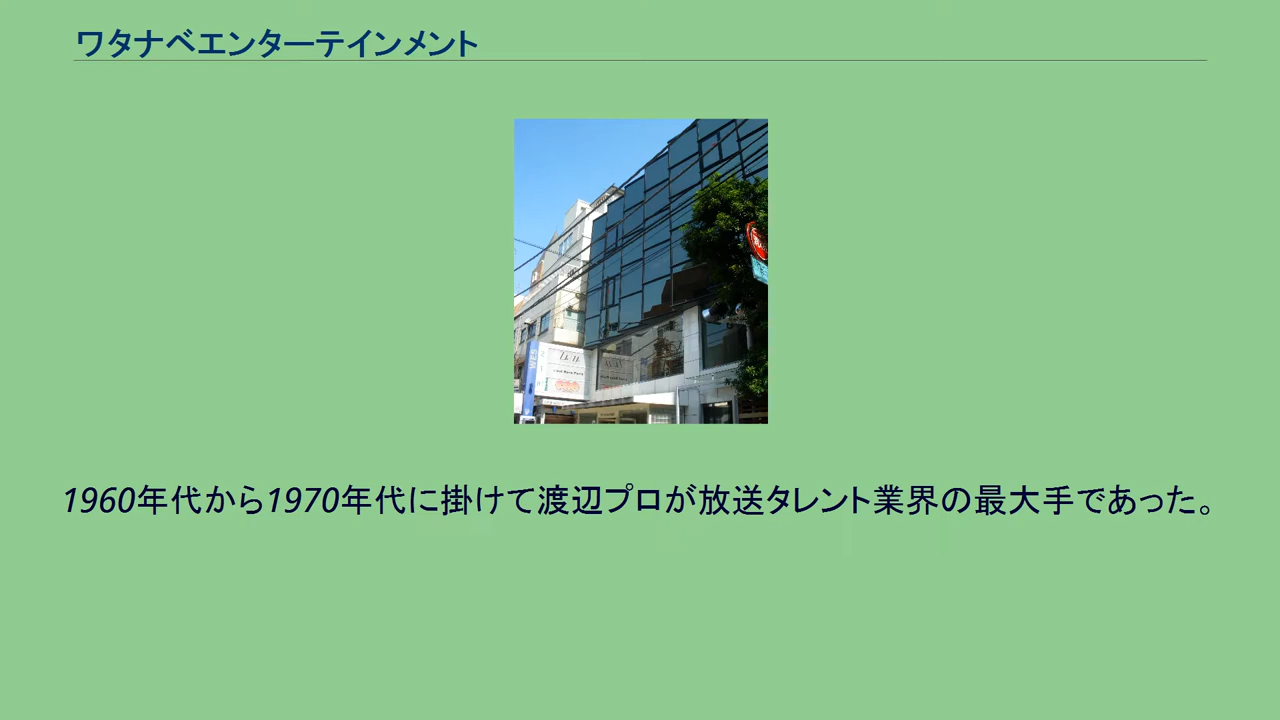 ワタナベエンターテインメント
1960年代から1970年代に掛けて渡辺プロが放送タレント業界の最大手であった。